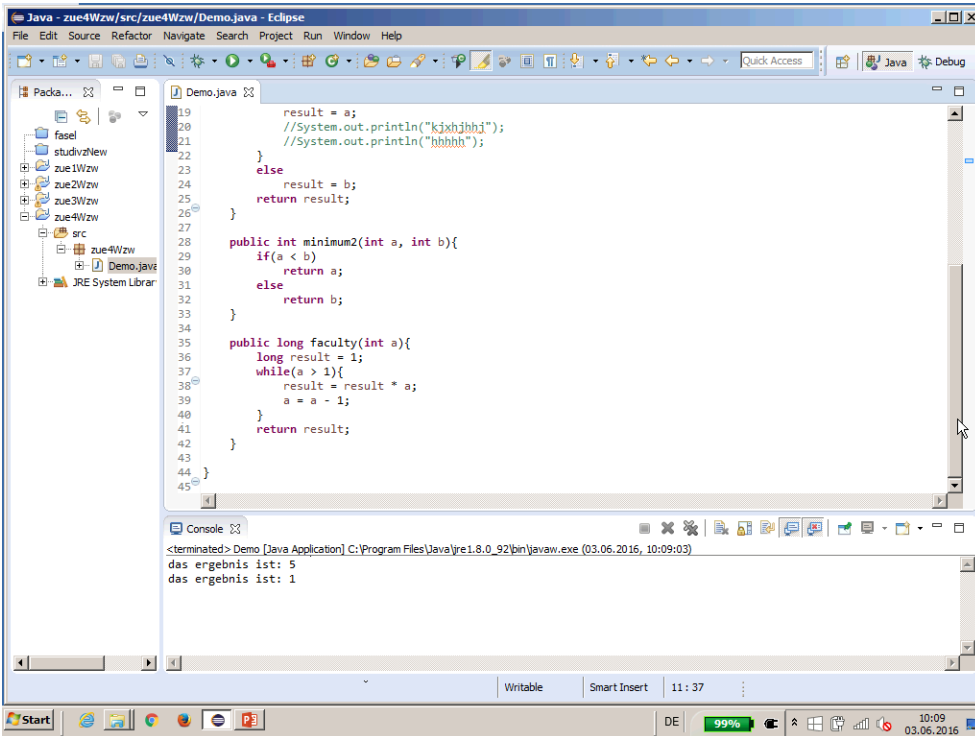 Java - zue4Wzw/src/zue4Wzw/Demo.java - Eclipse
File Edit Source Refactor Navigate Search Project Run Window Help
Quick Access Java Debug
Packa...
fasel
studivzNew
zue1Wzw
zue2Wzw
zue3Wzw
zue4Wzw
src
zue4Wzw
Demo.java
JRE System Librar
Demo.java
19 result = a;
20 //System.out.println("kjxhjhhj");
21 //System.out.println("hhhhh");
22 }
23 else
24 result = b;
25 return result;
26 }
27
28 public int minimum2(int a, int b){
29 if(a < b)
30 return a;
31 else
32 return b;
33 }
34
35 public long faculty(int a){
36 long result = 1;
37 while(a > 1){
38 result = result * a;
39 a = a - 1;
40 }
41 return result;
42 }
43
44 }
45
Console
<terminated> Demo [Java Application] C:\Program Files\Java\jre1.8.0_92\bin\javaw.exe (03.06.2016, 10:09:03)
das ergebnis ist: 5
das ergebnis ist: 1
Writable Smart Insert 11 : 37
Start DE 99% 10:09
03.06.2016